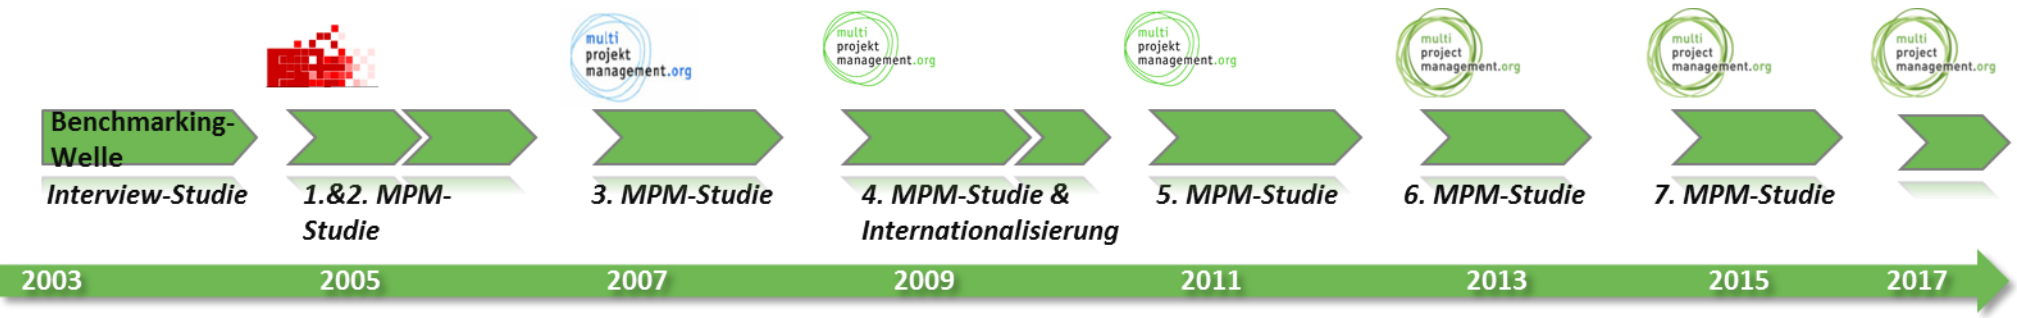 multi
projekt
management.org
multi
projekt
management.org
multi
projekt
management.org
multi
project
management.org
multi
project
management.org
multi
project
management.org
Benchmarking-
Welle
Interview-Studie
1.&2. MPM-
Studie
3. MPM-Studie
4. MPM-Studie &
Internationalisierung
5. MPM-Studie
6. MPM-Studie
7. MPM-Studie
2003 2005 2007 2009 2011 2013 2015 2017